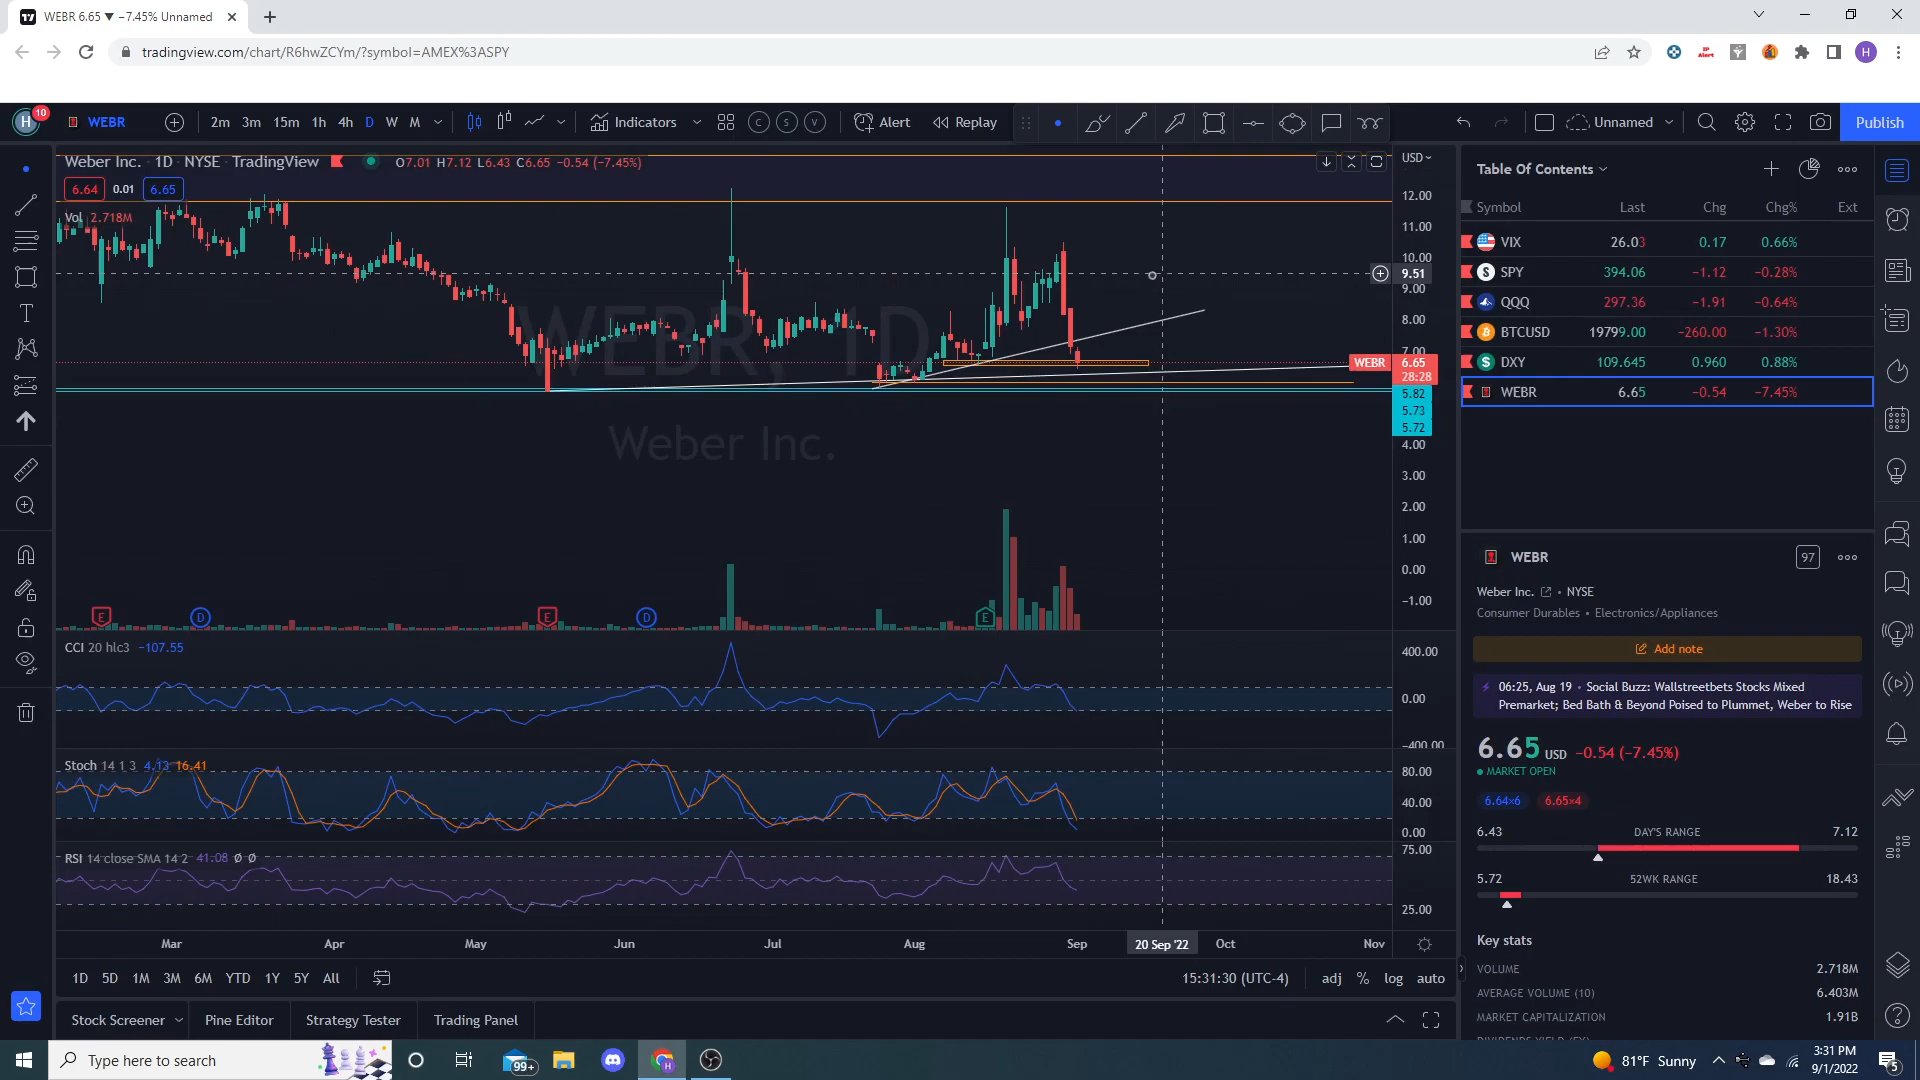 WEBR 6.65 ▼ −7.45% Unnamed
tradingview.com/chart/R6hwZCYm/?symbol=AMEX%3ASPY
IP Alert
H
H 10 WEBR 2m 3m 15m 1h 4h D W M Indicators C S V Alert Replay Unnamed Publish
Weber Inc. · 1D · NYSE · TradingView O7.01 H7.12 L6.43 C6.65 −0.54 (−7.45%)
6.64 0.01 6.65
Vol 2.718M
WEBR, 1D
Weber Inc.
USD
12.00
11.00
10.00
9.51
9.00
8.00
7.00
WEBR 6.65
28:28
5.82
5.73
5.72
4.00
3.00
2.00
1.00
0.00
−1.00
E D E D E
CCI 20 hlc3 −107.55
400.00
0.00
−400.00
Stoch 14 1 3 4.13 16.41
80.00
40.00
0.00
RSI 14 close SMA 14 2 41.08 Ø Ø
75.00
25.00
Mar Apr May Jun Jul Aug Sep 20 Sep '22 Oct Nov
1D 5D 1M 3M 6M YTD 1Y 5Y All
15:31:30 (UTC-4) adj % log auto
Stock Screener Pine Editor Strategy Tester Trading Panel
Table Of Contents
Symbol Last Chg Chg% Ext
VIX 26.03 0.17 0.66%
SPY 394.06 −1.12 −0.28%
QQQ 297.36 −1.91 −0.64%
BTCUSD 19799.00 −260.00 −1.30%
DXY 109.645 0.960 0.88%
WEBR 6.65 −0.54 −7.45%
WEBR 97
Weber Inc. • NYSE
Consumer Durables • Electronics/Appliances
Add note
06:25, Aug 19 • Social Buzz: Wallstreetbets Stocks Mixed
Premarket; Bed Bath & Beyond Poised to Plummet, Weber to Rise
6.65 USD −0.54 (−7.45%)
MARKET OPEN
6.64×6 6.65×4
6.43 DAY'S RANGE 7.12
5.72 52WK RANGE 18.43
Key stats
VOLUME 2.718M
AVERAGE VOLUME (10) 6.403M
MARKET CAPITALIZATION 1.91B
Type here to search
99+
H
81°F Sunny
3:31 PM
9/1/2022
5